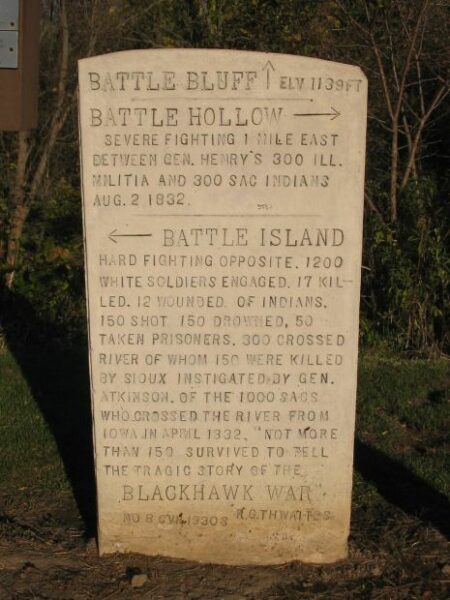 BATTLE BLUFF ↑ ELV 1139FT
BATTLE HOLLOW →
SEVERE FIGHTING 1 MILE EAST
BETWEEN GEN. HENRY'S 300 ILL.
MILITIA AND 300 SAC INDIANS
AUG. 2 1832.
← BATTLE ISLAND
HARD FIGHTING OPPOSITE. 1200
WHITE SOLDIERS ENGAGED. 17 KIL-
LED. 12 WOUNDED. OF INDIANS.
150 SHOT. 150 DROWNED, 50
TAKEN PRISONERS. 300 CROSSED
RIVER OF WHOM 150 WERE KILLED
BY SIOUX INSTIGATED BY GEN.
ATKINSON. OF THE 1000 SACS
WHO CROSSED THE RIVER FROM
IOWA IN APRIL 1832, "NOT MORE
THAN 150 SURVIVED TO TELL
THE TRAGIC STORY OF THE
BLACKHAWK WAR"
NO 8 1930 R.G.THWAITES